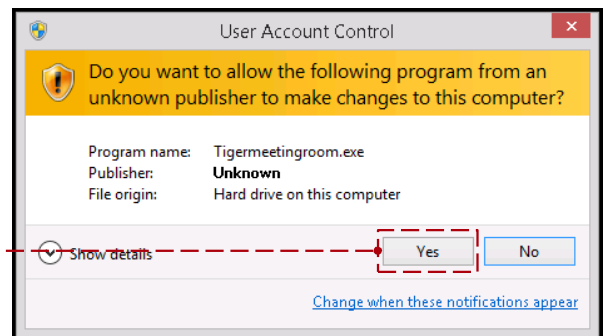 User Account Control
Do you want to allow the following program from an
unknown publisher to make changes to this computer?
Program name: Tigermeetingroom.exe
Publisher: Unknown
File origin: Hard drive on this computer
Show details Yes No
Change when these notifications appear